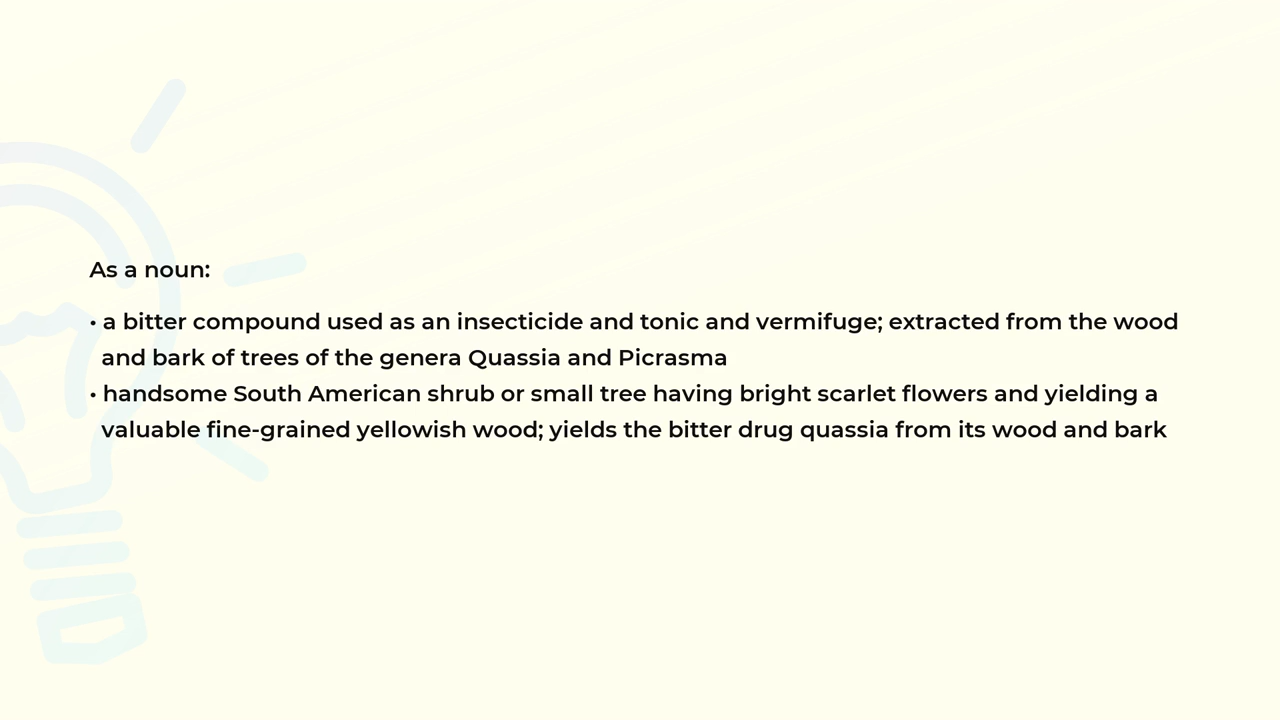 As a noun:
• a bitter compound used as an insecticide and tonic and vermifuge; extracted from the wood
and bark of trees of the genera Quassia and Picrasma
• handsome South American shrub or small tree having bright scarlet flowers and yielding a
valuable fine-grained yellowish wood; yields the bitter drug quassia from its wood and bark